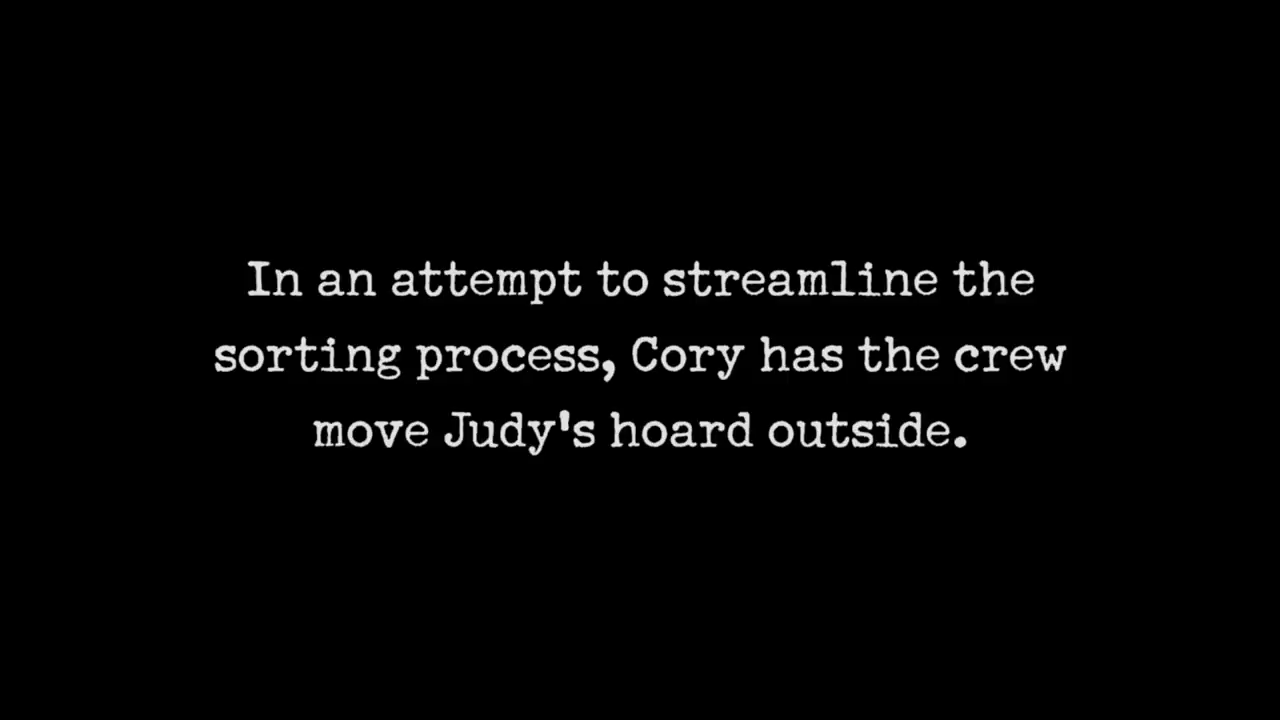 In an attempt to streamline the
sorting process, Cory has the crew
move Judy's hoard outside.